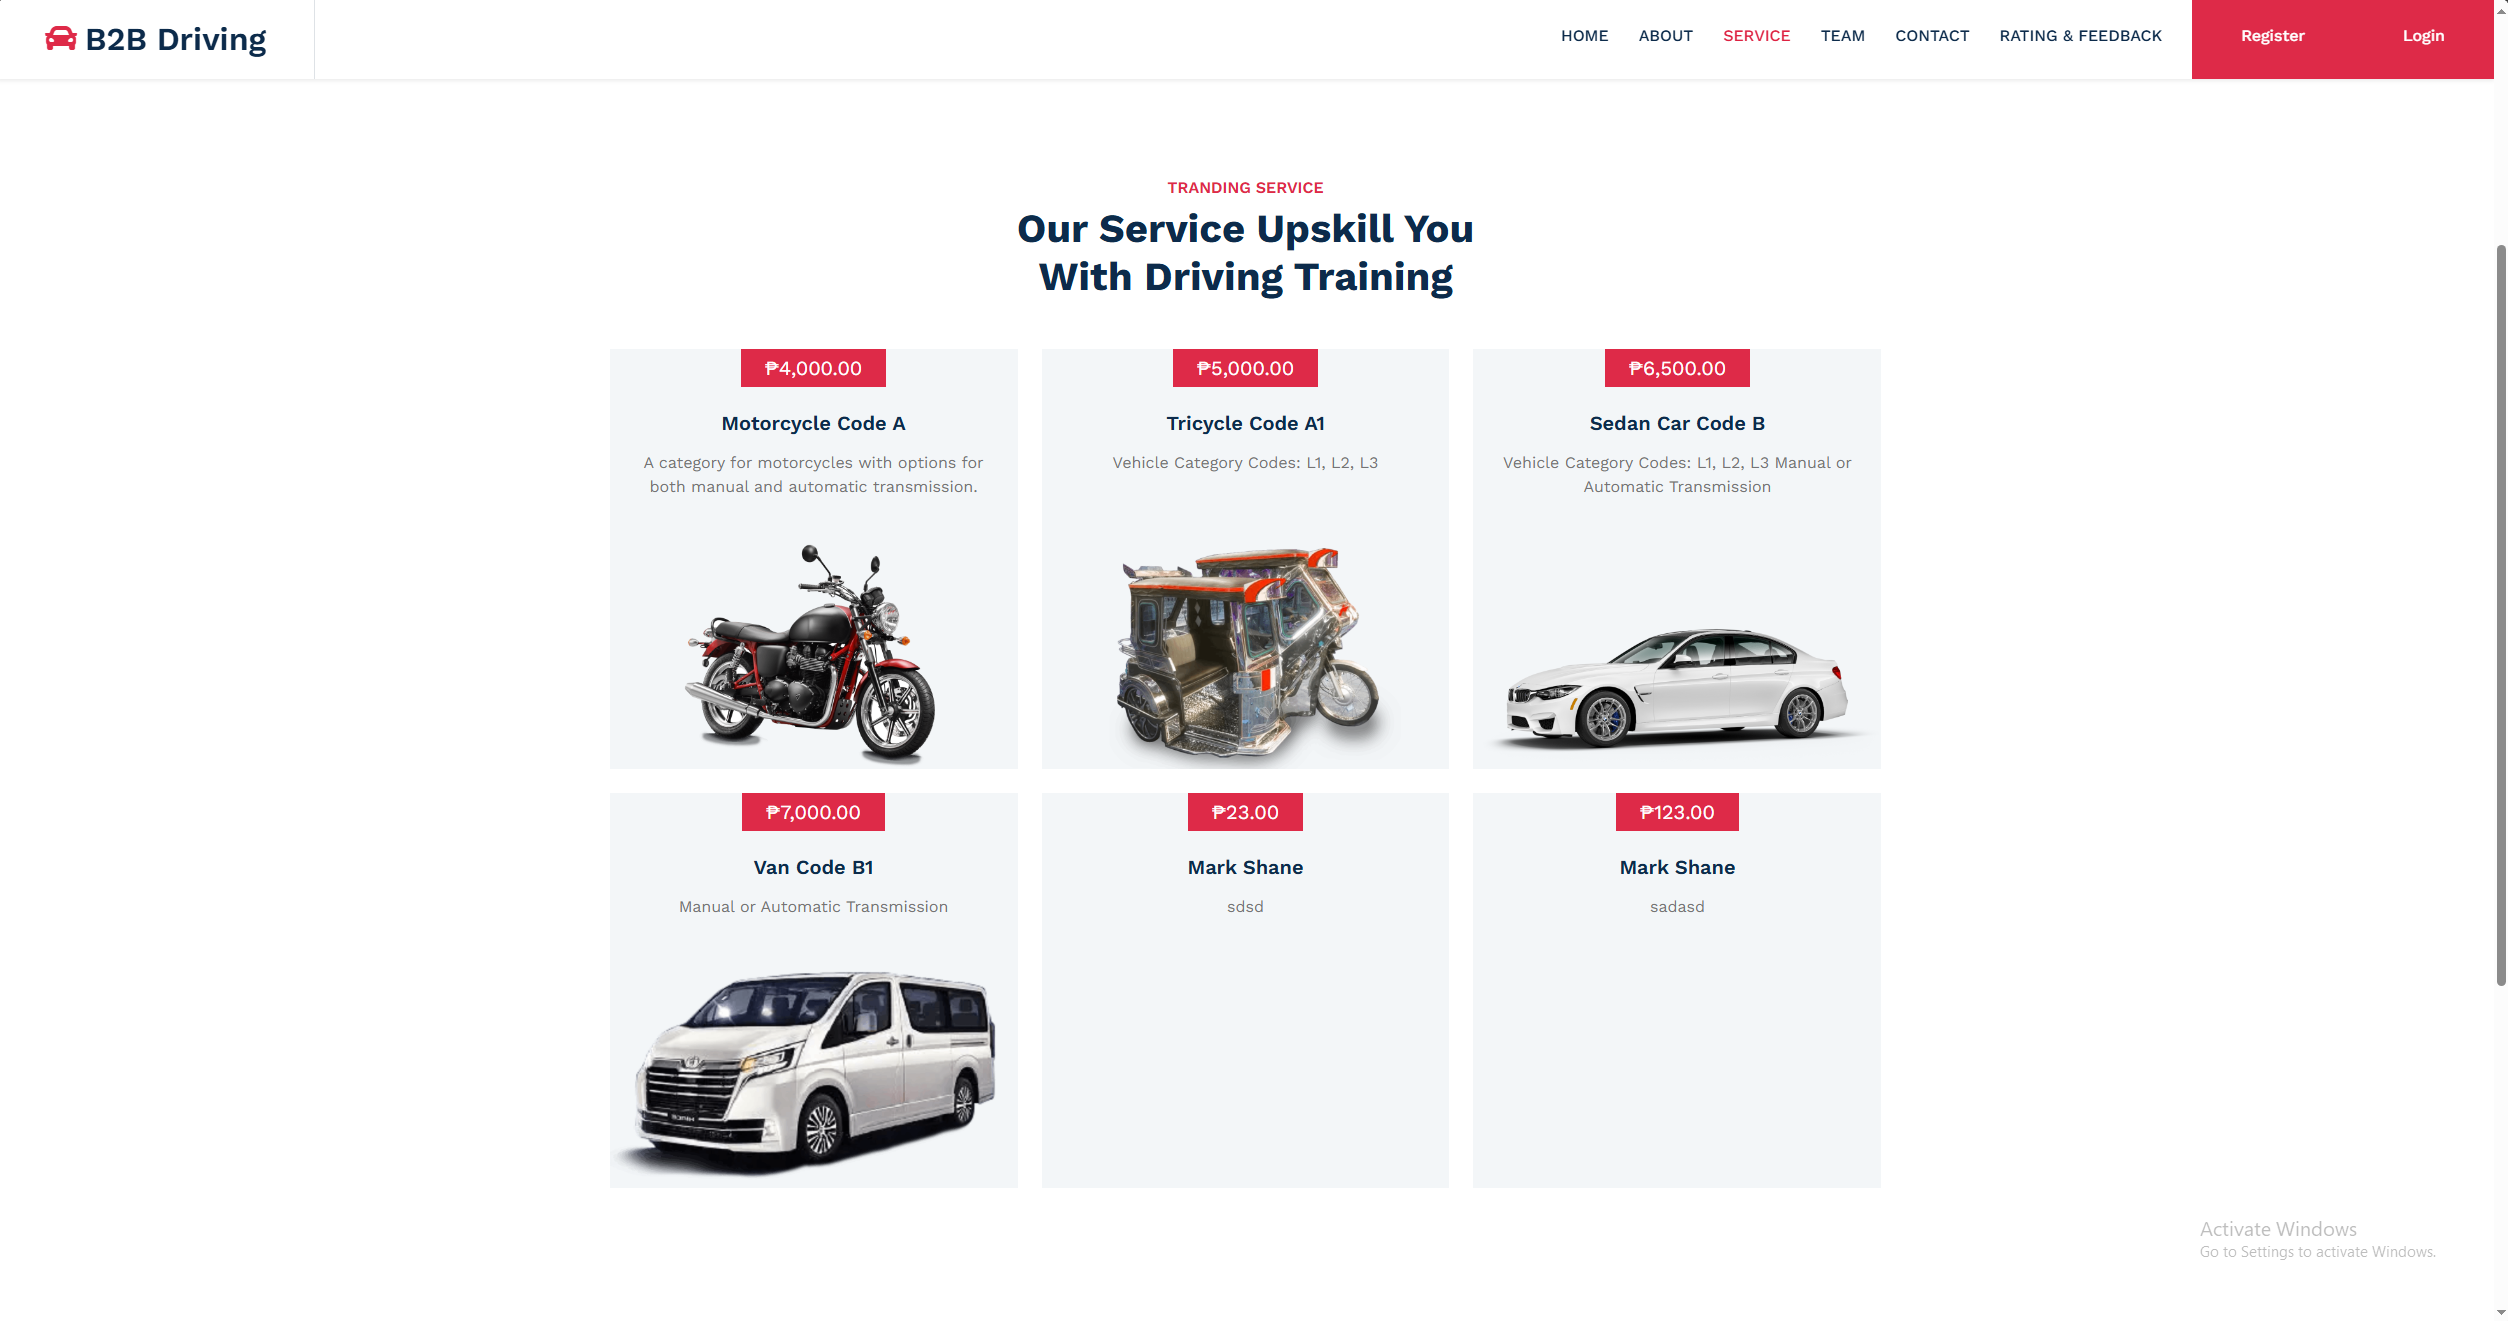 B2B Driving
HOME
ABOUT
SERVICE
TEAM
CONTACT
RATING & FEEDBACK
Register
Login
TRANDING SERVICE
Our Service Upskill You
With Driving Training
₱4,000.00
Motorcycle Code A
A category for motorcycles with options for
both manual and automatic transmission.
₱5,000.00
Tricycle Code A1
Vehicle Category Codes: L1, L2, L3
₱6,500.00
Sedan Car Code B
Vehicle Category Codes: L1, L2, L3 Manual or
Automatic Transmission
₱7,000.00
Van Code B1
Manual or Automatic Transmission
₱23.00
Mark Shane
sdsd
₱123.00
Mark Shane
sadasd
Activate Windows
Go to Settings to activate Windows.